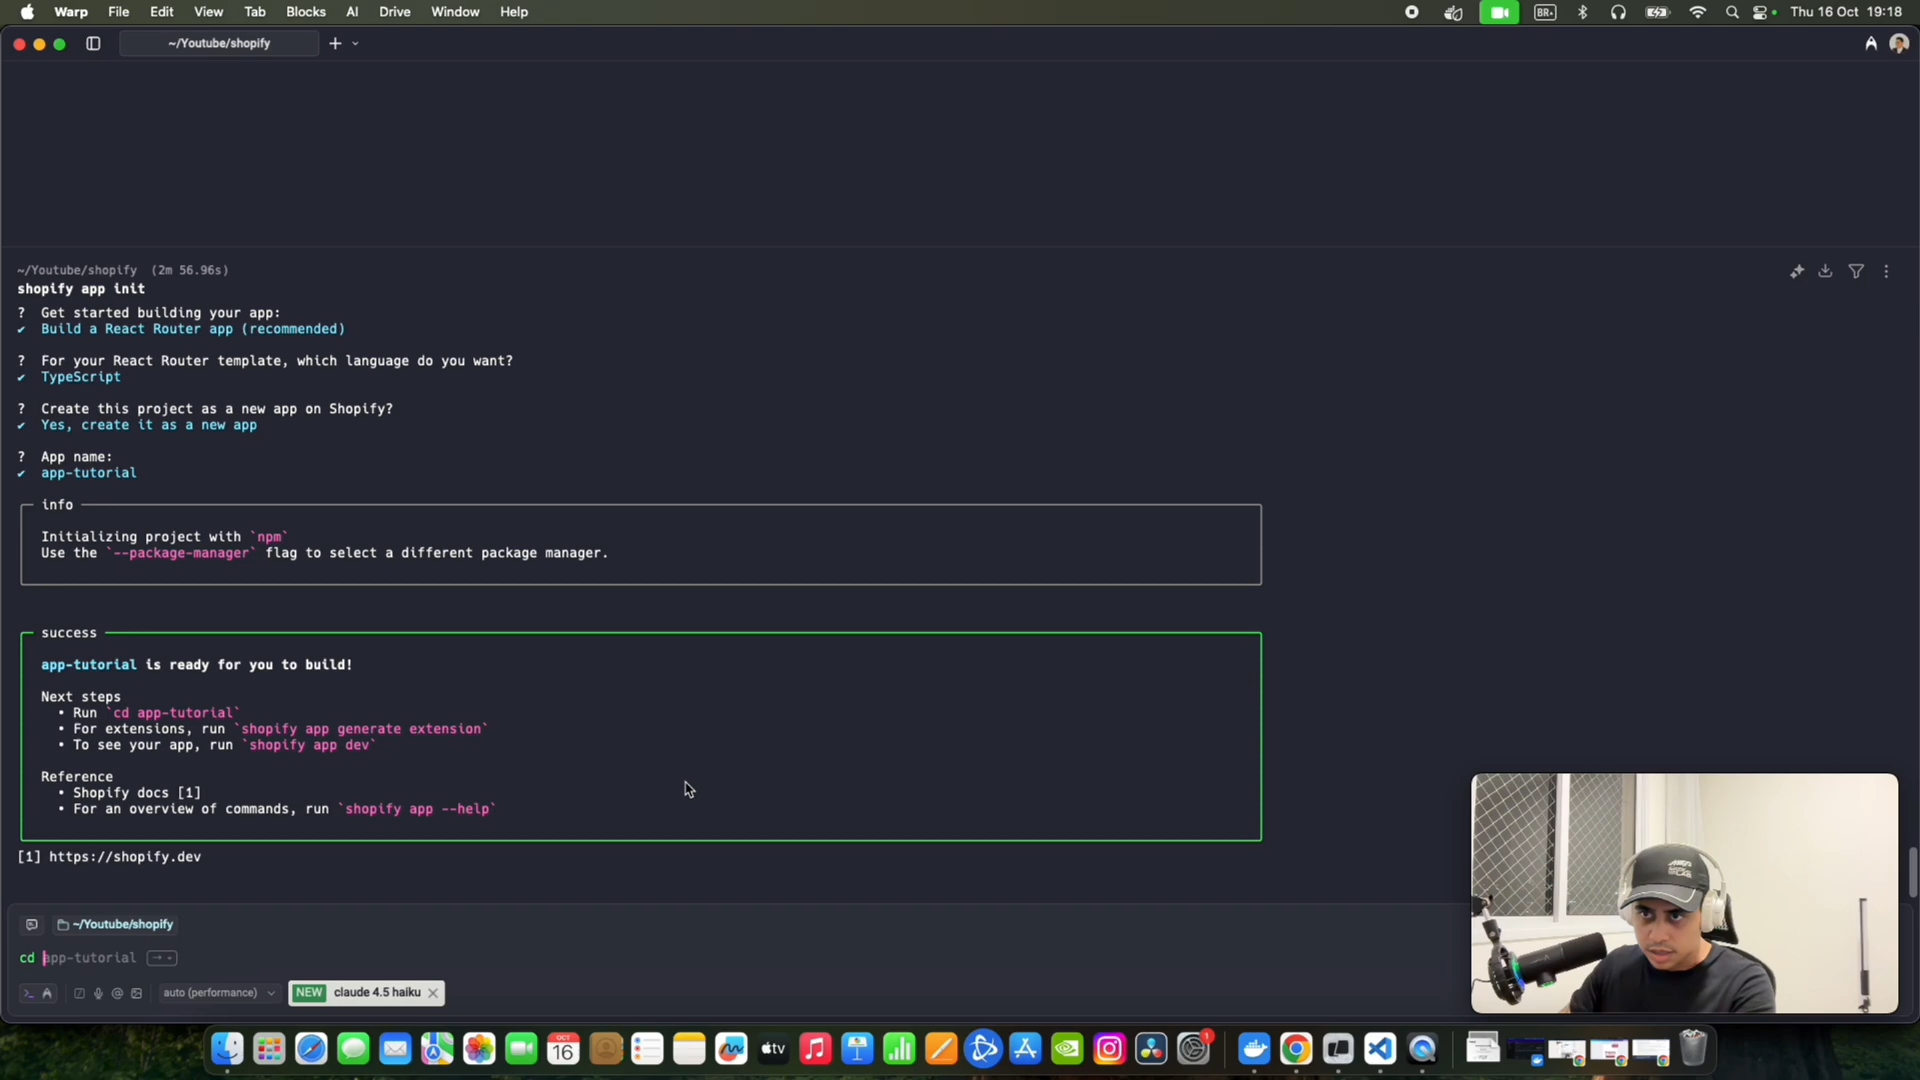 Warp File Edit View Tab Blocks AI Drive Window Help
BR Thu 16 Oct 19:18
~/Youtube/shopify
~/Youtube/shopify (2m 56.96s)
shopify app init
? Get started building your app:
✔ Build a React Router app (recommended)
? For your React Router template, which language do you want?
✔ TypeScript
? Create this project as a new app on Shopify?
✔ Yes, create it as a new app
? App name:
✔ app-tutorial
info
Initializing project with `npm`
Use the `--package-manager` flag to select a different package manager.
success
app-tutorial is ready for you to build!
Next steps
• Run `cd app-tutorial`
• For extensions, run `shopify app generate extension`
• To see your app, run `shopify app dev`
Reference
• Shopify docs [1]
• For an overview of commands, run `shopify app --help`
[1] https://shopify.dev
~/Youtube/shopify
cd app-tutorial
auto (performance) NEW claude 4.5 haiku
OCT
16
tv
1